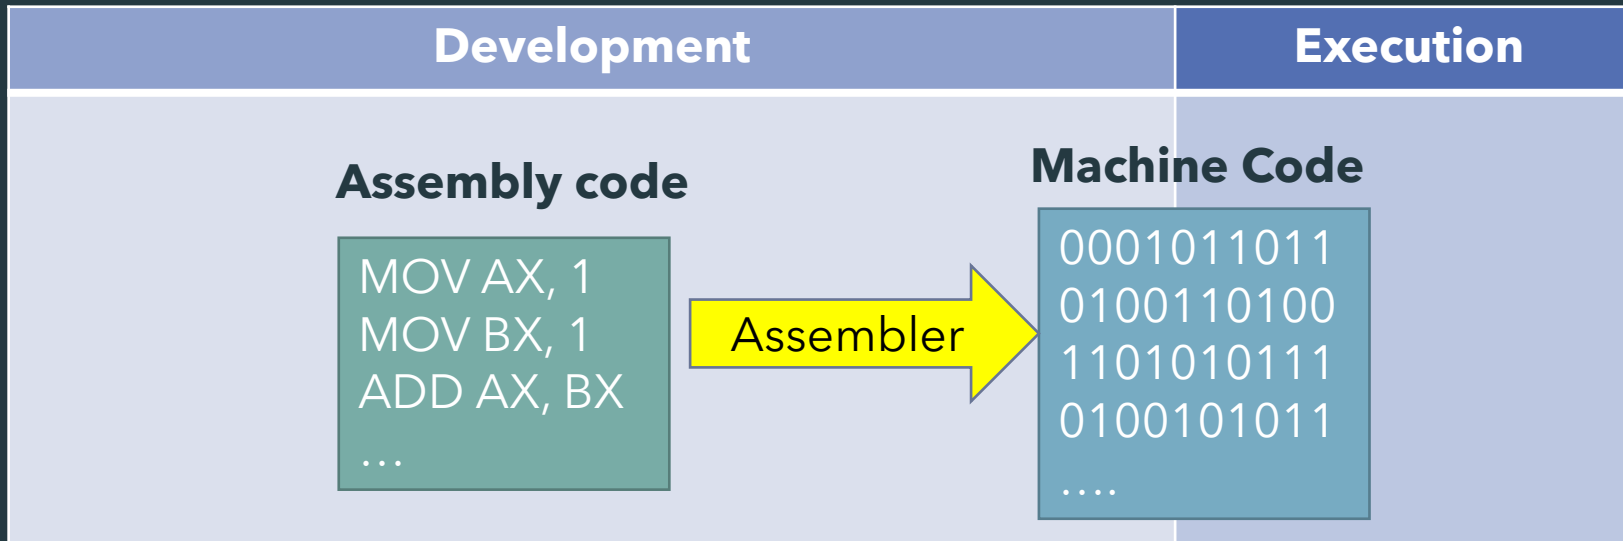 Development
Execution
Assembly code
Machine Code
MOV AX, 1
MOV BX, 1
ADD AX, BX
...
Assembler
0001011011
0100110100
1101010111
0100101011
....